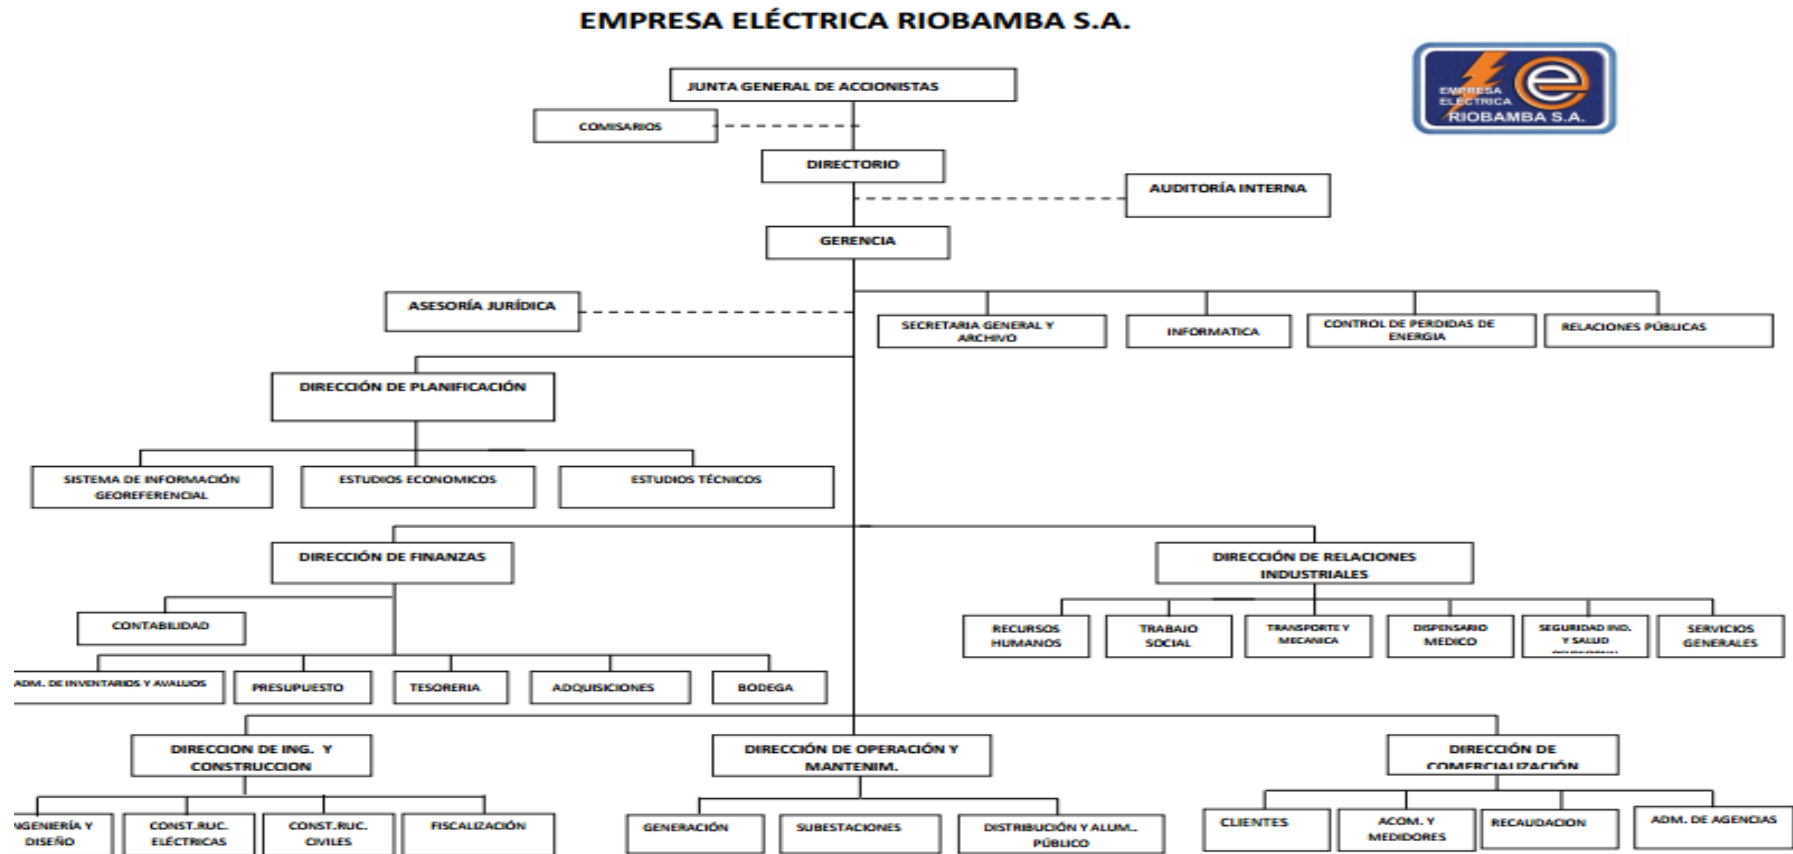 EMPRESA ELÉCTRICA RIOBAMBA S.A.
EMPRESA
ELÉCTRICA
RIOBAMBA S.A.
JUNTA GENERAL DE ACCIONISTAS
COMISARIOS
DIRECTORIO
AUDITORÍA INTERNA
GERENCIA
ASESORÍA JURÍDICA
SECRETARIA GENERAL Y
ARCHIVO
INFORMATICA
CONTROL DE PERDIDAS DE
ENERGIA
RELACIONES PÚBLICAS
DIRECCIÓN DE PLANIFICACIÓN
SISTEMA DE INFORMACIÓN
GEOREFERENCIAL
ESTUDIOS ECONOMICOS
ESTUDIOS TÉCNICOS
DIRECCIÓN DE FINANZAS
DIRECCIÓN DE RELACIONES
INDUSTRIALES
CONTABILIDAD
RECURSOS
HUMANOS
TRABAJO
SOCIAL
TRANSPORTE Y
MECANICA
DISPENSARIO
MEDICO
SEGURIDAD IND.
Y SALUD
SERVICIOS
GENERALES
ADM. DE INVENTARIOS Y AVALUOS
PRESUPUESTO
TESORERIA
ADQUISICIONES
BODEGA
DIRECCION DE ING. Y
CONSTRUCCION
DIRECCIÓN DE OPERACIÓN Y
MANTENIM.
DIRECCIÓN DE
COMERCIALIZACIÓN
NGENIERÍA Y
DISEÑO
CONST.RUC.
ELÉCTRICAS
CONST.RUC.
CIVILES
FISCALIZACIÓN
GENERACIÓN
SUBESTACIONES
DISTRIBUCIÓN Y ALUM..
PÚBLICO
CLIENTES
ACOM. Y
MEDIDORES
RECAUDACION
ADM. DE AGENCIAS